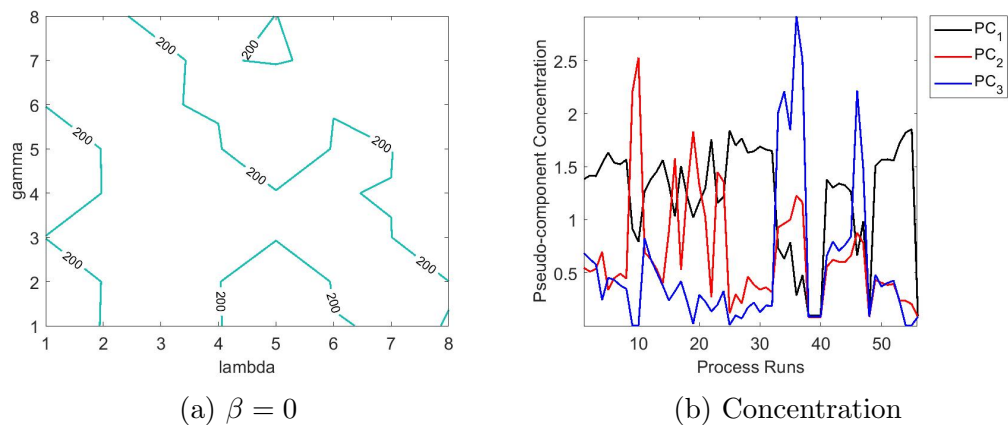 8
7
6
5
4
3
2
1
gamma
1 2 3 4 5 6 7 8
lambda
200
200
200
200
200
200
200
200
(a) β = 0
2.5
2
1.5
1
0.5
Pseudo-component Concentration
10 20 30 40 50
Process Runs
PC1
PC2
PC3
(b) Concentration